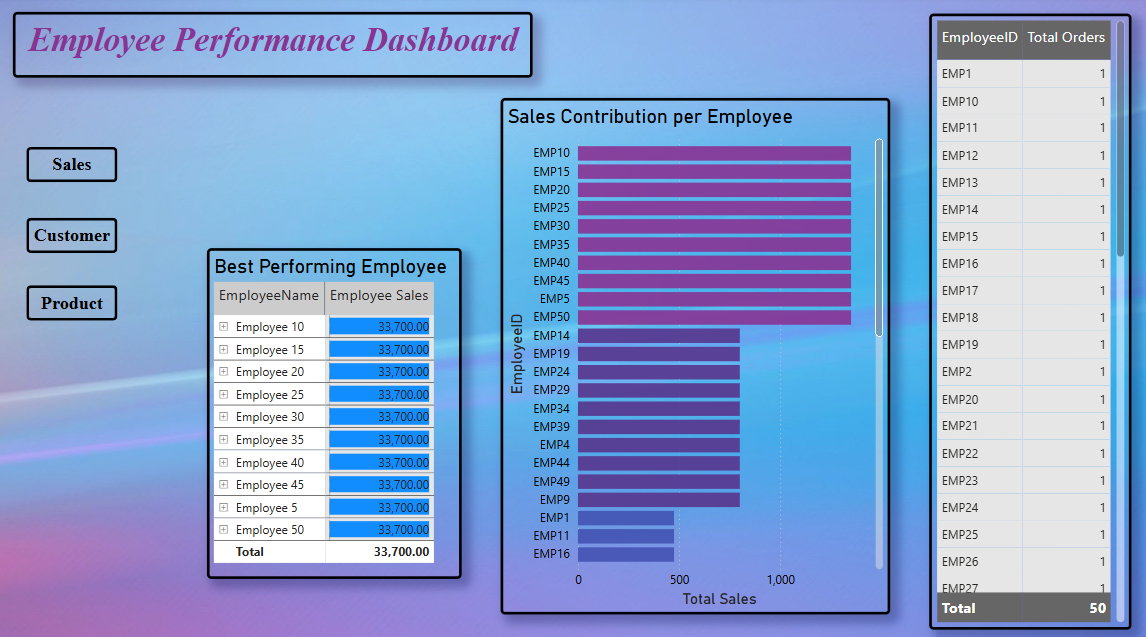 Employee Performance Dashboard
Sales
Customer
Product
Best Performing Employee
EmployeeName Employee Sales
Employee 10 33,700.00
Employee 15 33,700.00
Employee 20 33,700.00
Employee 25 33,700.00
Employee 30 33,700.00
Employee 35 33,700.00
Employee 40 33,700.00
Employee 45 33,700.00
Employee 5 33,700.00
Employee 50 33,700.00
Total 33,700.00
Sales Contribution per Employee
EmployeeID
EMP10
EMP15
EMP20
EMP25
EMP30
EMP35
EMP40
EMP45
EMP5
EMP50
EMP14
EMP19
EMP24
EMP29
EMP34
EMP39
EMP4
EMP44
EMP49
EMP9
EMP1
EMP11
EMP16
0 500 1,000
Total Sales
EmployeeID Total Orders
EMP1 1
EMP10 1
EMP11 1
EMP12 1
EMP13 1
EMP14 1
EMP15 1
EMP16 1
EMP17 1
EMP18 1
EMP19 1
EMP2 1
EMP20 1
EMP21 1
EMP22 1
EMP23 1
EMP24 1
EMP25 1
EMP26 1
EMP27 1
Total 50